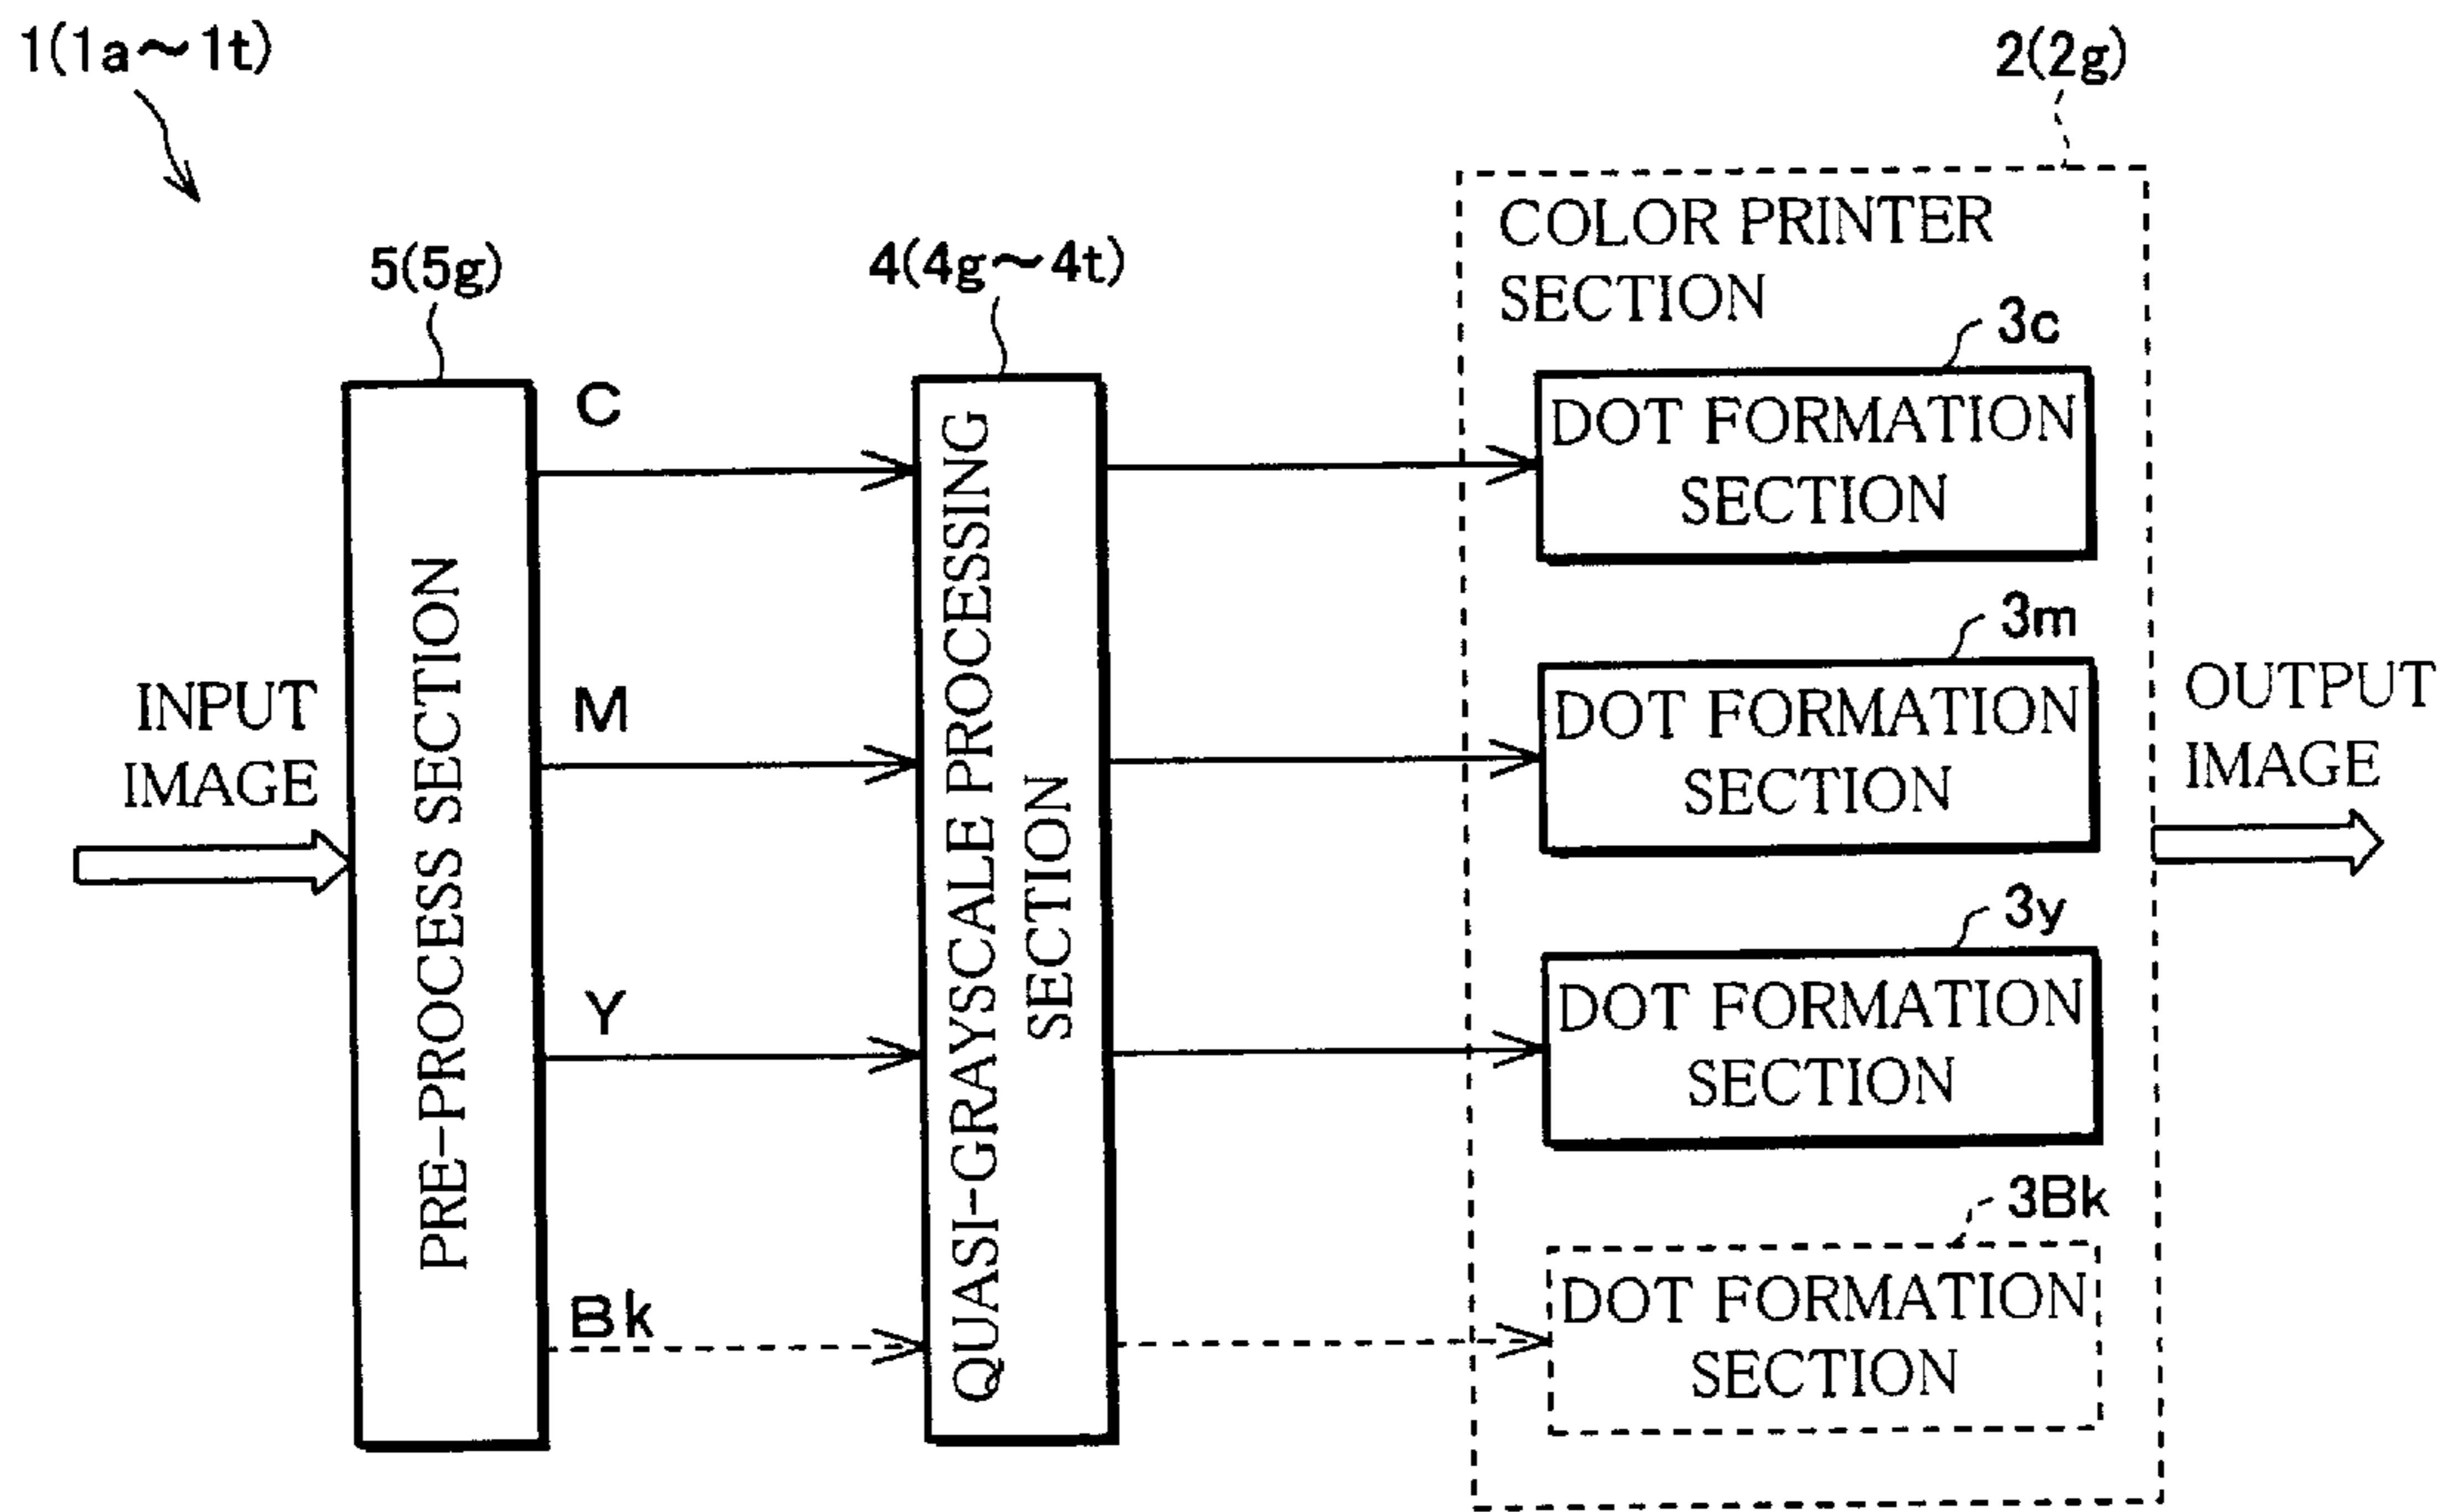 1(1a～1t)
2(2g)
5(5g)
4(4g～4t)
COLOR PRINTER
SECTION
3c
C
DOT FORMATION
SECTION
3m
INPUT
IMAGE
PRE-PROCESS SECTION
M
QUASI-GRAYSCALE PROCESSING
SECTION
DOT FORMATION
SECTION
OUTPUT
IMAGE
3y
Y
DOT FORMATION
SECTION
3Bk
Bk
DOT FORMATION
SECTION